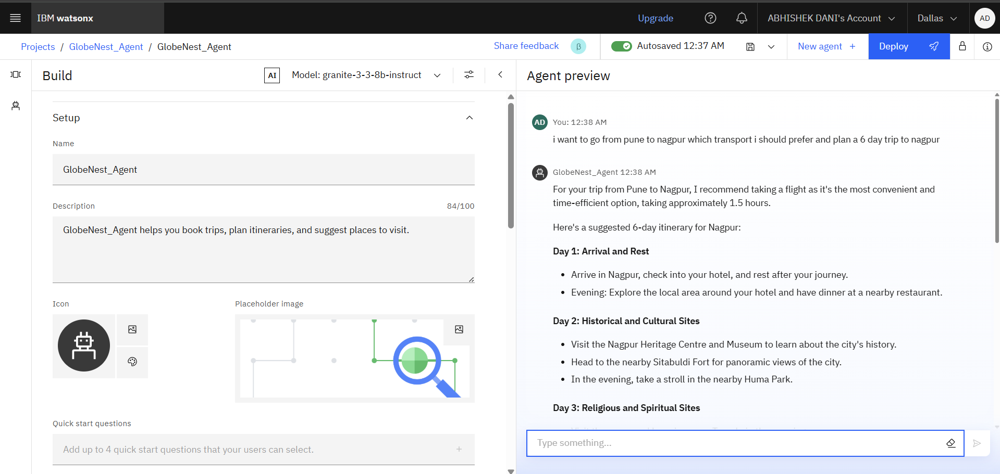 IBM watsonx
Upgrade
ABHISHEK DANI's Account
Dallas
AD
Projects / GlobeNest_Agent / GlobeNest_Agent
Share feedback
β
Autosaved 12:37 AM
New agent +
Deploy
Build
AI
Model: granite-3-3-8b-instruct
Setup
Name
GlobeNest_Agent
Description
84/100
GlobeNest_Agent helps you book trips, plan itineraries, and suggest places to visit.
Icon
Placeholder image
Quick start questions
Add up to 4 quick start questions that your users can select.
Agent preview
AD
You: 12:38 AM
i want to go from pune to nagpur which transport i should prefer and plan a 6 day trip to nagpur
GlobeNest_Agent 12:38 AM
For your trip from Pune to Nagpur, I recommend taking a flight as it's the most convenient and
time-efficient option, taking approximately 1.5 hours.
Here's a suggested 6-day itinerary for Nagpur:
Day 1: Arrival and Rest
• Arrive in Nagpur, check into your hotel, and rest after your journey.
• Evening: Explore the local area around your hotel and have dinner at a nearby restaurant.
Day 2: Historical and Cultural Sites
• Visit the Nagpur Heritage Centre and Museum to learn about the city's history.
• Head to the nearby Sitabuldi Fort for panoramic views of the city.
• In the evening, take a stroll in the nearby Huma Park.
Day 3: Religious and Spiritual Sites
Type something...